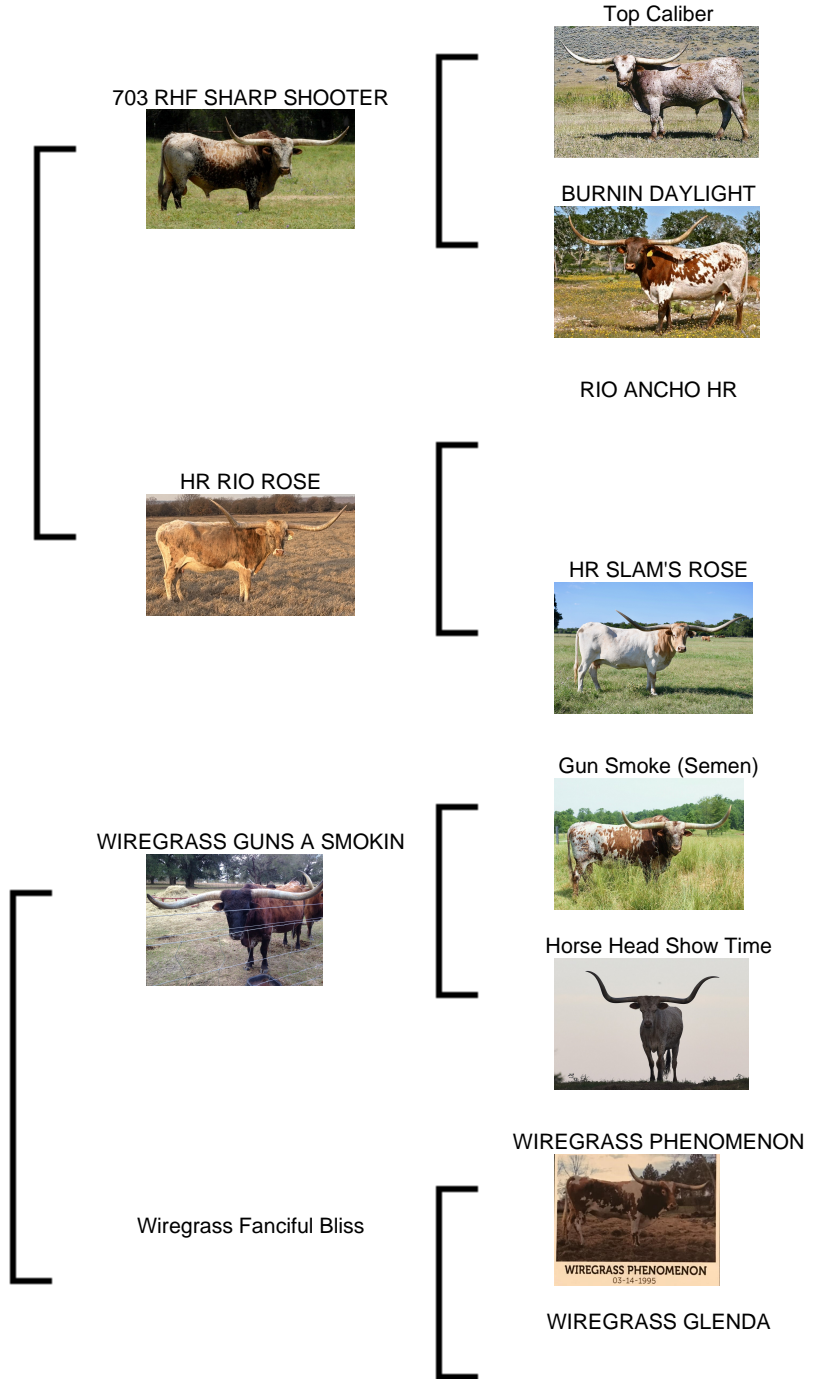 Top Caliber
703 RHF SHARP SHOOTER
BURNIN DAYLIGHT
RIO ANCHO HR
HR RIO ROSE
HR SLAM'S ROSE
Gun Smoke (Semen)
WIREGRASS GUNS A SMOKIN
Horse Head Show Time
WIREGRASS PHENOMENON
WIREGRASS PHENOMENON
03-14-1995
Wiregrass Fanciful Bliss
WIREGRASS GLENDA